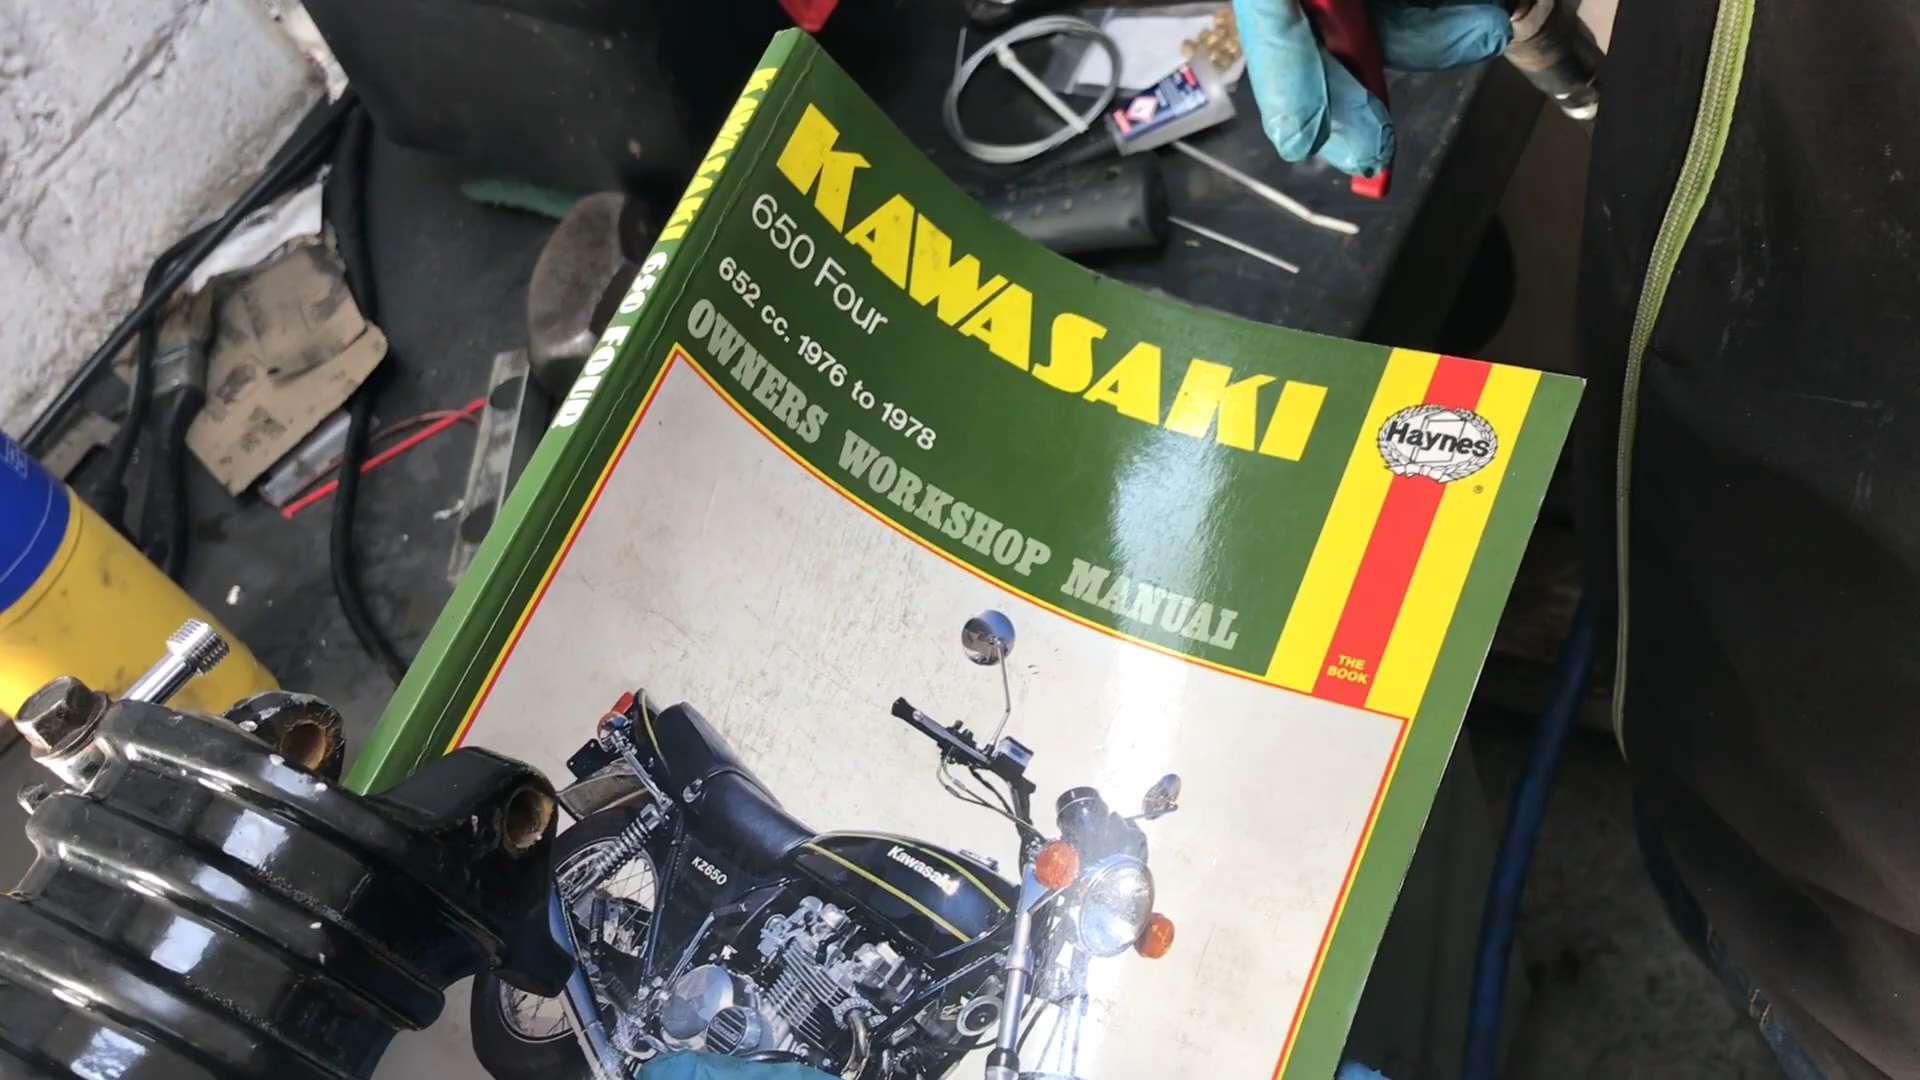 KAWASAKI
650 Four
652 cc. 1976 to 1978
OWNERS WORKSHOP MANUAL
Haynes
®
THE
BOOK
KAWASAKI 650 FOUR
Kawasaki
KZ650